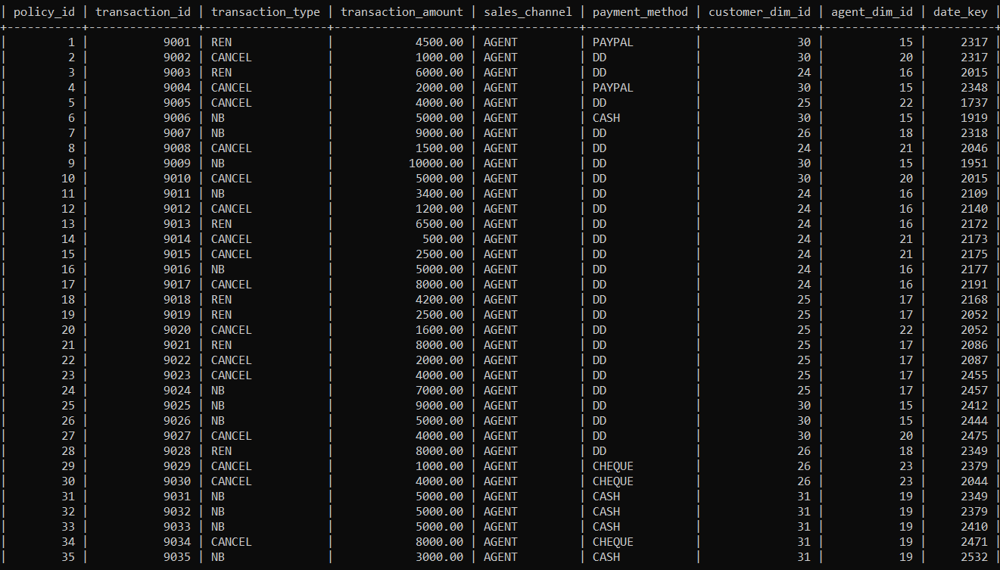 | policy_id | transaction_id | transaction_type | transaction_amount | sales_channel | payment_method | customer_dim_id | agent_dim_id | date_key |
+-----------+----------------+------------------+--------------------+---------------+----------------+-----------------+--------------+----------+
| 1 | 9001 | REN | 4500.00 | AGENT | PAYPAL | 30 | 15 | 2317 |
| 2 | 9002 | CANCEL | 1000.00 | AGENT | DD | 30 | 20 | 2317 |
| 3 | 9003 | REN | 6000.00 | AGENT | DD | 24 | 16 | 2015 |
| 4 | 9004 | CANCEL | 2000.00 | AGENT | PAYPAL | 30 | 15 | 2348 |
| 5 | 9005 | CANCEL | 4000.00 | AGENT | DD | 25 | 22 | 1737 |
| 6 | 9006 | NB | 5000.00 | AGENT | CASH | 30 | 15 | 1919 |
| 7 | 9007 | NB | 9000.00 | AGENT | DD | 26 | 18 | 2318 |
| 8 | 9008 | CANCEL | 1500.00 | AGENT | DD | 24 | 21 | 2046 |
| 9 | 9009 | NB | 10000.00 | AGENT | DD | 30 | 15 | 1951 |
| 10 | 9010 | CANCEL | 5000.00 | AGENT | DD | 30 | 20 | 2015 |
| 11 | 9011 | NB | 3400.00 | AGENT | DD | 24 | 16 | 2109 |
| 12 | 9012 | CANCEL | 1200.00 | AGENT | DD | 24 | 16 | 2140 |
| 13 | 9013 | REN | 6500.00 | AGENT | DD | 24 | 16 | 2172 |
| 14 | 9014 | CANCEL | 500.00 | AGENT | DD | 24 | 21 | 2173 |
| 15 | 9015 | CANCEL | 2500.00 | AGENT | DD | 24 | 21 | 2175 |
| 16 | 9016 | NB | 5000.00 | AGENT | DD | 24 | 16 | 2177 |
| 17 | 9017 | CANCEL | 8000.00 | AGENT | DD | 24 | 16 | 2191 |
| 18 | 9018 | REN | 4200.00 | AGENT | DD | 25 | 17 | 2168 |
| 19 | 9019 | REN | 2500.00 | AGENT | DD | 25 | 17 | 2052 |
| 20 | 9020 | CANCEL | 1600.00 | AGENT | DD | 25 | 22 | 2052 |
| 21 | 9021 | REN | 8000.00 | AGENT | DD | 25 | 17 | 2086 |
| 22 | 9022 | CANCEL | 2000.00 | AGENT | DD | 25 | 17 | 2087 |
| 23 | 9023 | CANCEL | 4000.00 | AGENT | DD | 25 | 17 | 2455 |
| 24 | 9024 | NB | 7000.00 | AGENT | DD | 25 | 17 | 2457 |
| 25 | 9025 | NB | 9000.00 | AGENT | DD | 30 | 15 | 2412 |
| 26 | 9026 | NB | 5000.00 | AGENT | DD | 30 | 15 | 2444 |
| 27 | 9027 | CANCEL | 4000.00 | AGENT | DD | 30 | 20 | 2475 |
| 28 | 9028 | REN | 8000.00 | AGENT | DD | 26 | 18 | 2349 |
| 29 | 9029 | CANCEL | 1000.00 | AGENT | CHEQUE | 26 | 23 | 2379 |
| 30 | 9030 | CANCEL | 4000.00 | AGENT | CHEQUE | 26 | 23 | 2044 |
| 31 | 9031 | NB | 5000.00 | AGENT | CASH | 31 | 19 | 2349 |
| 32 | 9032 | NB | 5000.00 | AGENT | CASH | 31 | 19 | 2379 |
| 33 | 9033 | NB | 5000.00 | AGENT | CASH | 31 | 19 | 2410 |
| 34 | 9034 | CANCEL | 8000.00 | AGENT | CHEQUE | 31 | 19 | 2471 |
| 35 | 9035 | NB | 3000.00 | AGENT | CASH | 31 | 19 | 2532 |